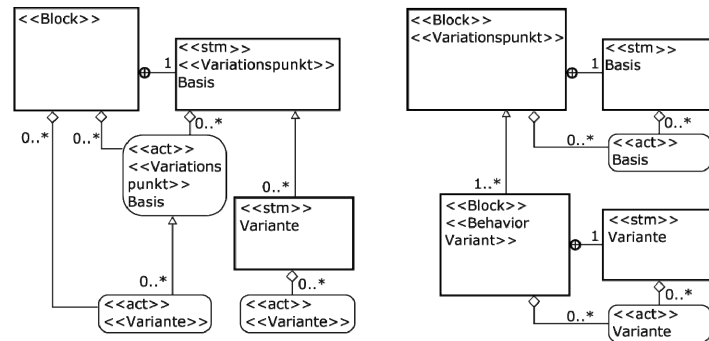 <<Block>>
<<stm>>
<<Variationspunkt>>
Basis
1
0..*
0..*
0..*
<<act>>
<<Variations
punkt>>
Basis
0..*
<<stm>>
Variante
0..*
0..*
<<act>>
<<Variante>>
<<act>>
<<Variante>>
<<Block>>
<<Variationspunkt>>
<<stm>>
Basis
1
0..*
0..*
<<act>>
Basis
1..*
<<Block>>
<<Behavior
Variant>>
<<stm>>
Variante
1
0..*
0..*
<<act>>
Variante